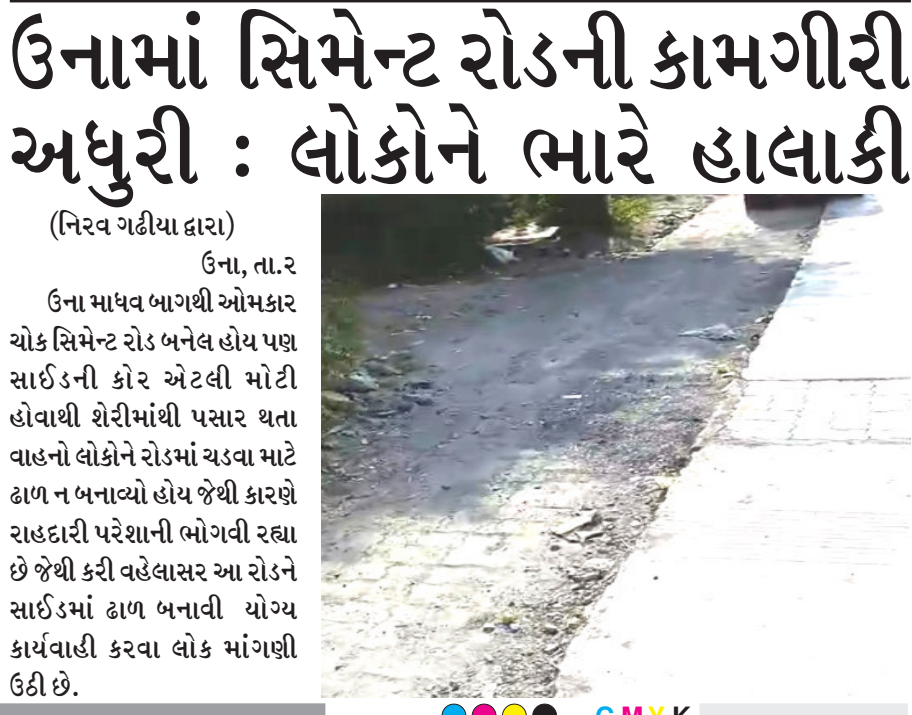 ઉનામાં સિમેન્ટ રોડની કામગીરી
અધુરી : લોકોને ભારે હાલાકી
(નિરવ ગઢીયા દ્વારા)
ઉના, તા.ર
ઉના માધવ બાગથી ઓમકાર
ચોક સિમેન્ટ રોડ બનેલ હોય પણ
સાઈડની કોર એટલી મોટી
હોવાથી શેરીમાંથી પસાર થતા
વાહનો લોકોને રોડમાં ચડવા માટે
ઢાળ ન બનાવ્યો હોય જેથી કારણે
રાહદારી પરેશાની ભોગવી રહ્યા
છે જેથી કરી વહેલાસર આ રોડને
સાઈડમાં ઢાળ બનાવી યોગ્ય
કાર્યવાહી કરવા લોક માંગણી
ઉઠી છે.
C M Y K